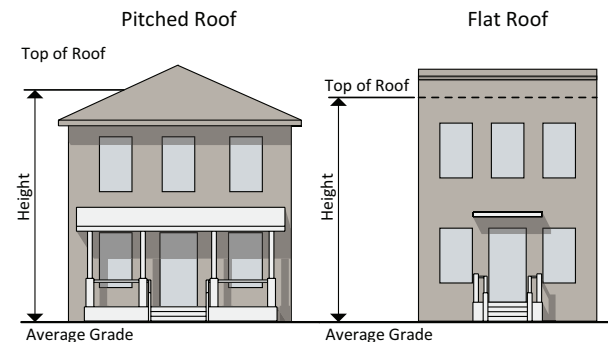 Pitched Roof
Flat Roof
Top of Roof
Top of Roof
Height
Height
Average Grade
Average Grade